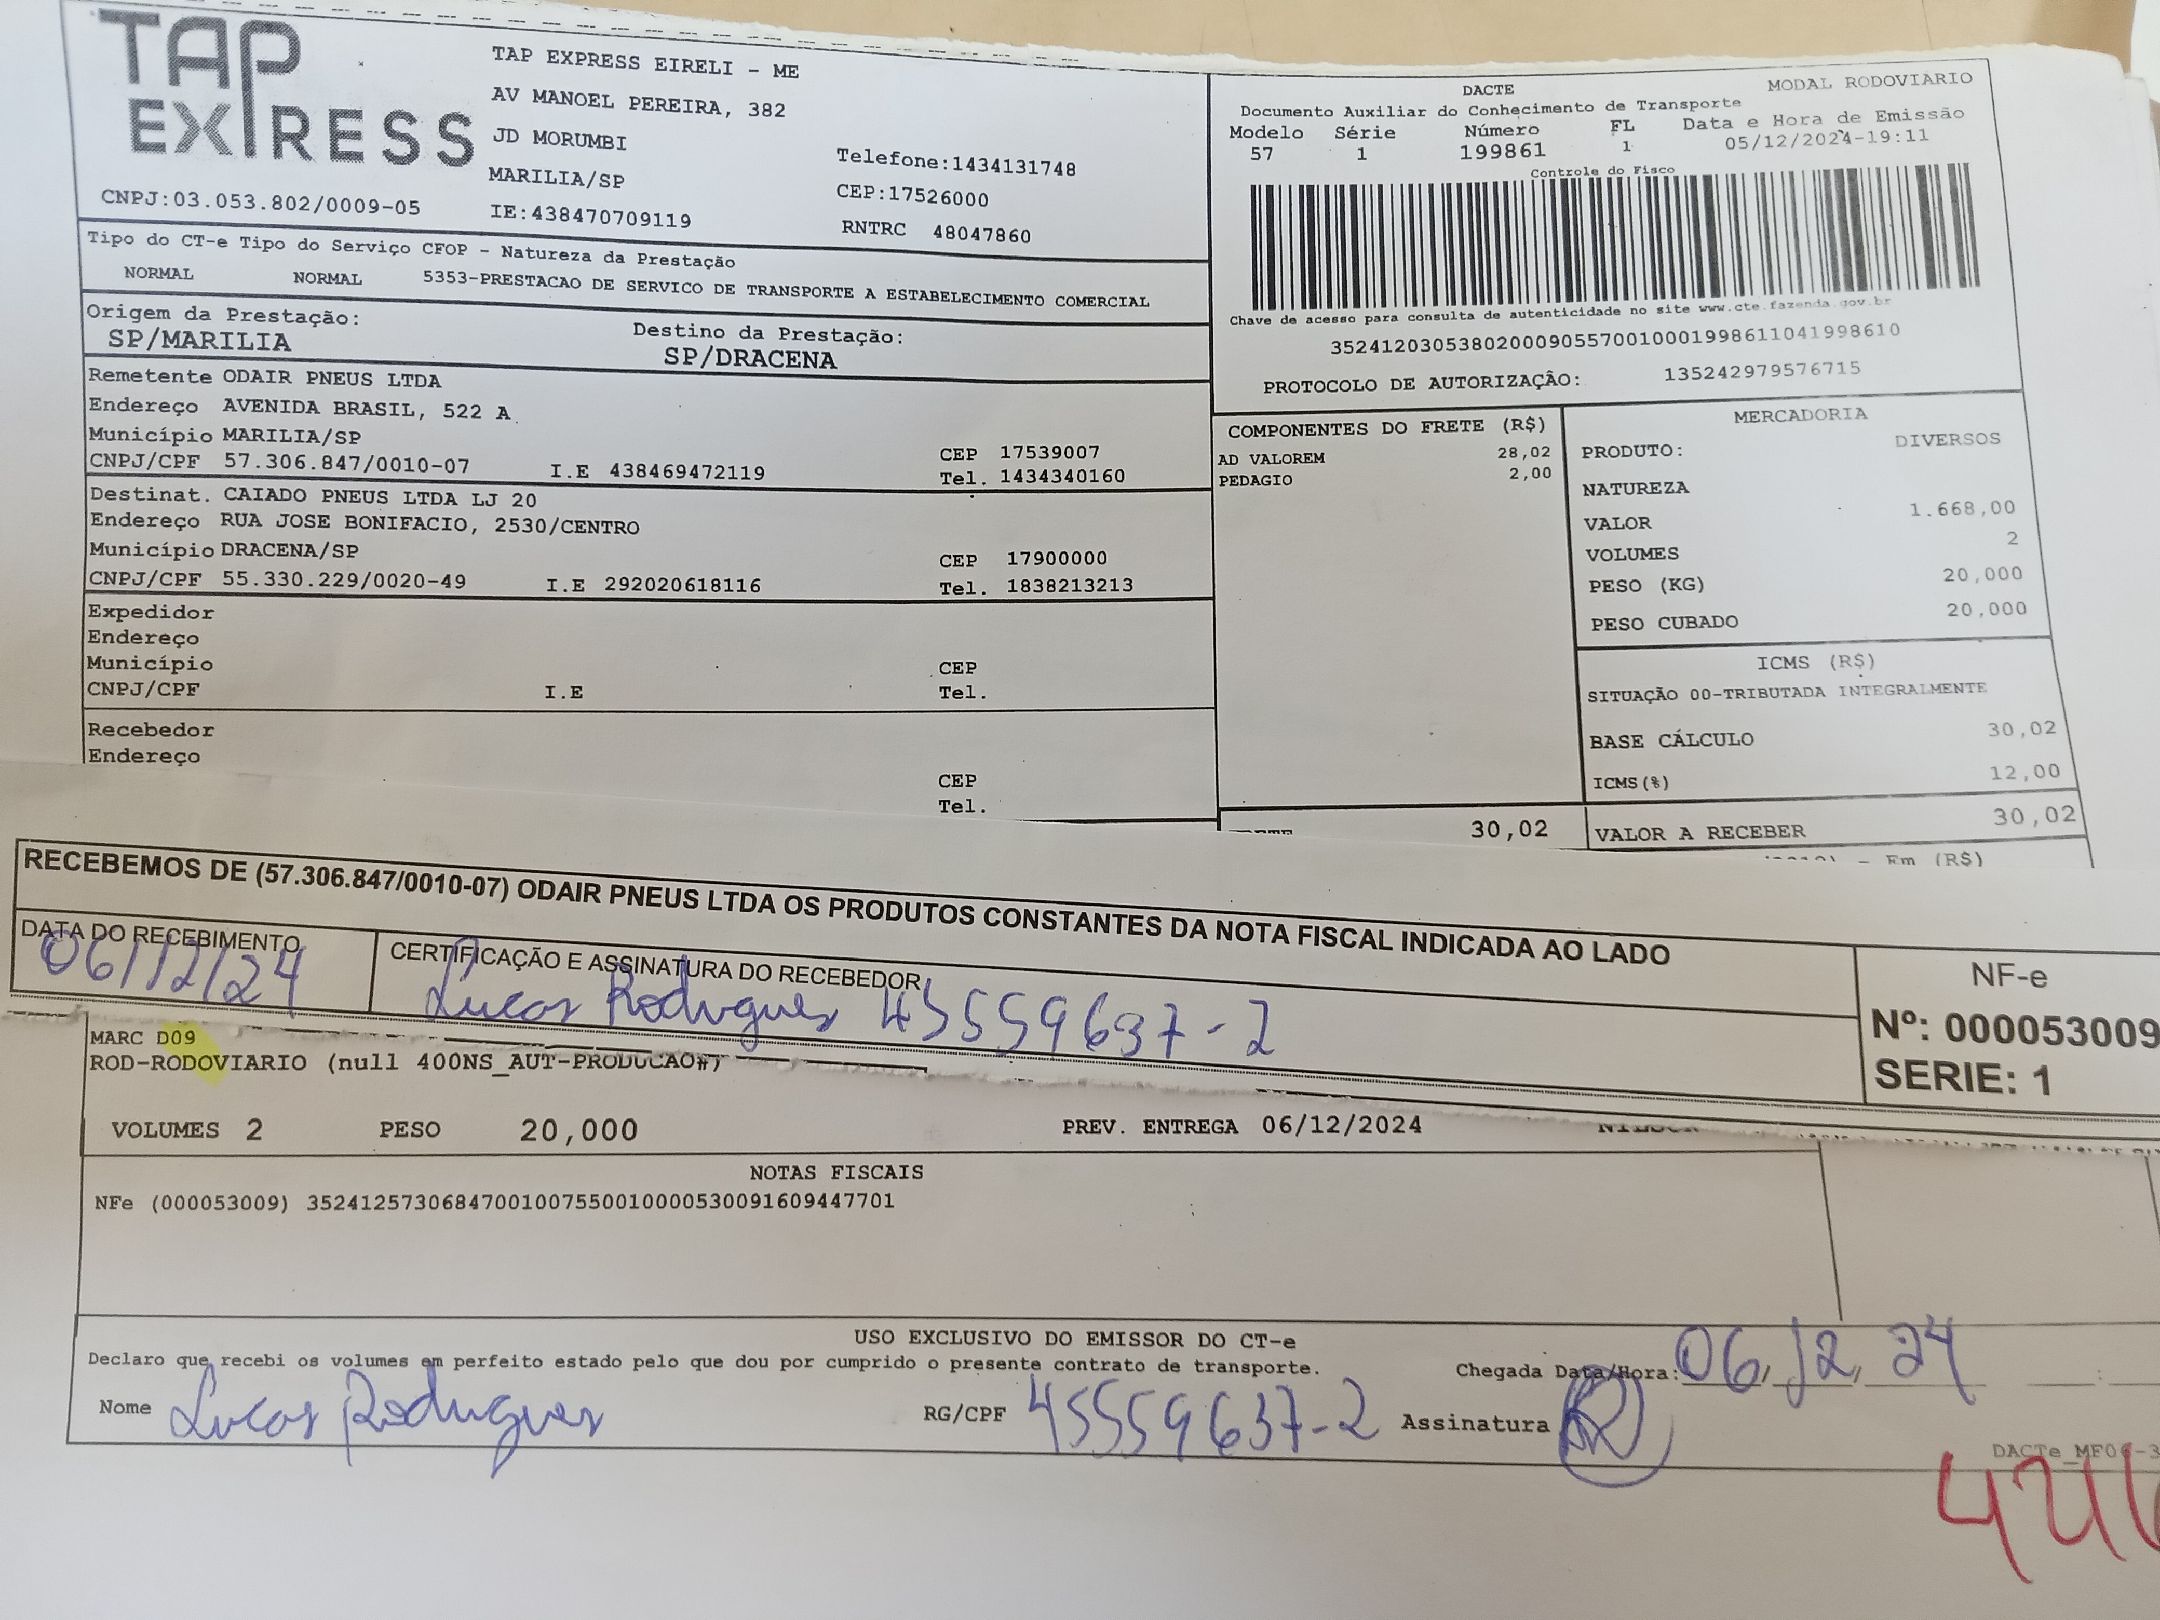 TAP EXPRESS
TAP EXPRESS EIRELI - ME
AV MANOEL PEREIRA, 382
JD MORUMBI
MARILIA/SP
Telefone:1434131748
CEP:17526000
CNPJ:03.053.802/0009-05
IE:438470709119
RNTRC 48047860
DACTE
MODAL RODOVIARIO
Documento Auxiliar do Conhecimento de Transporte
Modelo Série Número FL Data e Hora de Emissão
57 1 199861 1 05/12/2024-19:11
Controle do Fisco
Chave de acesso para consulta de autenticidade no site www.cte.fazenda.gov.br
35241203053802000905570010001998611041998610
PROTOCOLO DE AUTORIZAÇÃO: 135242979576715
Tipo do CT-e Tipo do Serviço CFOP - Natureza da Prestação
NORMAL NORMAL 5353-PRESTACAO DE SERVICO DE TRANSPORTE A ESTABELECIMENTO COMERCIAL
Origem da Prestação: Destino da Prestação:
SP/MARILIA SP/DRACENA
Remetente ODAIR PNEUS LTDA
Endereço AVENIDA BRASIL, 522 A
Município MARILIA/SP CEP 17539007
CNPJ/CPF 57.306.847/0010-07 I.E 438469472119 Tel. 1434340160
Destinat. CAIADO PNEUS LTDA LJ 20
Endereço RUA JOSE BONIFACIO, 2530/CENTRO
Município DRACENA/SP CEP 17900000
CNPJ/CPF 55.330.229/0020-49 I.E 292020618116 Tel. 1838213213
Expedidor
Endereço
Município CEP
CNPJ/CPF I.E Tel.
Recebedor
Endereço
CEP
Tel.
COMPONENTES DO FRETE (R$)
AD VALOREM 28,02
PEDAGIO 2,00
30,02
MERCADORIA
PRODUTO: DIVERSOS
NATUREZA
VALOR 1.668,00
VOLUMES 2
PESO (KG) 20,000
PESO CUBADO 20,000
ICMS (R$)
SITUAÇÃO 00-TRIBUTADA INTEGRALMENTE
BASE CÁLCULO 30,02
ICMS(%) 12,00
VALOR A RECEBER 30,02
- Em (R$)
RECEBEMOS DE (57.306.847/0010-07) ODAIR PNEUS LTDA OS PRODUTOS CONSTANTES DA NOTA FISCAL INDICADA AO LADO
DATA DO RECEBIMENTO CERTIFICAÇÃO E ASSINATURA DO RECEBEDOR
06/12/24 Lucas Rodrigues 45559637-2
NF-e
Nº: 000053009
SERIE: 1
MARC D09
ROD-RODOVIARIO (null 400NS_AUT-PRODUCAO#)
VOLUMES 2 PESO 20,000 PREV. ENTREGA 06/12/2024
NOTAS FISCAIS
NFe (000053009) 35241257306847001007550010000530091609447701
USO EXCLUSIVO DO EMISSOR DO CT-e
Declaro que recebi os volumes em perfeito estado pelo que dou por cumprido o presente contrato de transporte.
Chegada Data/Hora: 06/12/24
Nome Lucas Rodrigues RG/CPF 45559637-2 Assinatura